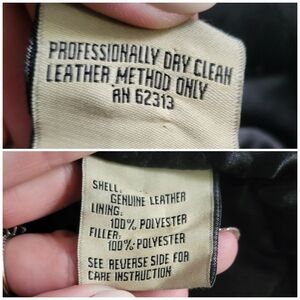 PROFESSIONALLY DRY CLEAN
LEATHER METHOD ONLY
RN 62313
SHELL:
GENUINE LEATHER
LINING:
100% POLYESTER
FILLER:
100% POLYESTER
SEE REVERSE SIDE FOR
CARE INSTRUCTION